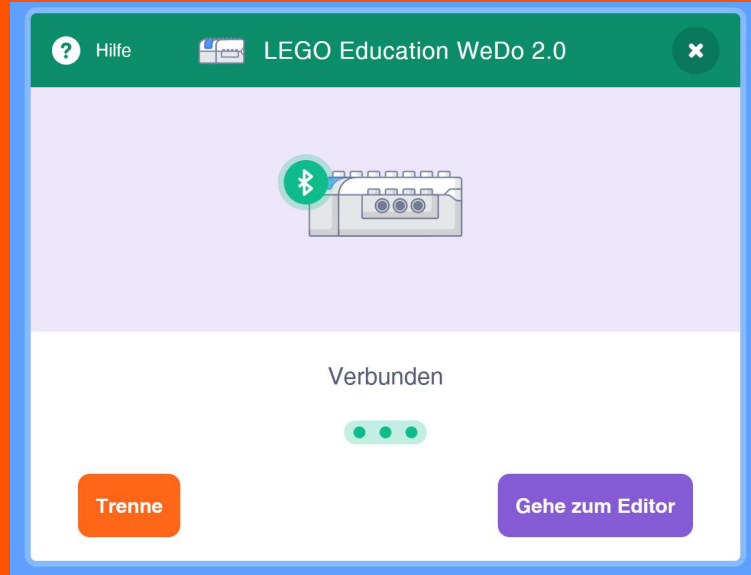 Hilfe
LEGO Education WeDo 2.0
Verbunden
Trenne
Gehe zum Editor